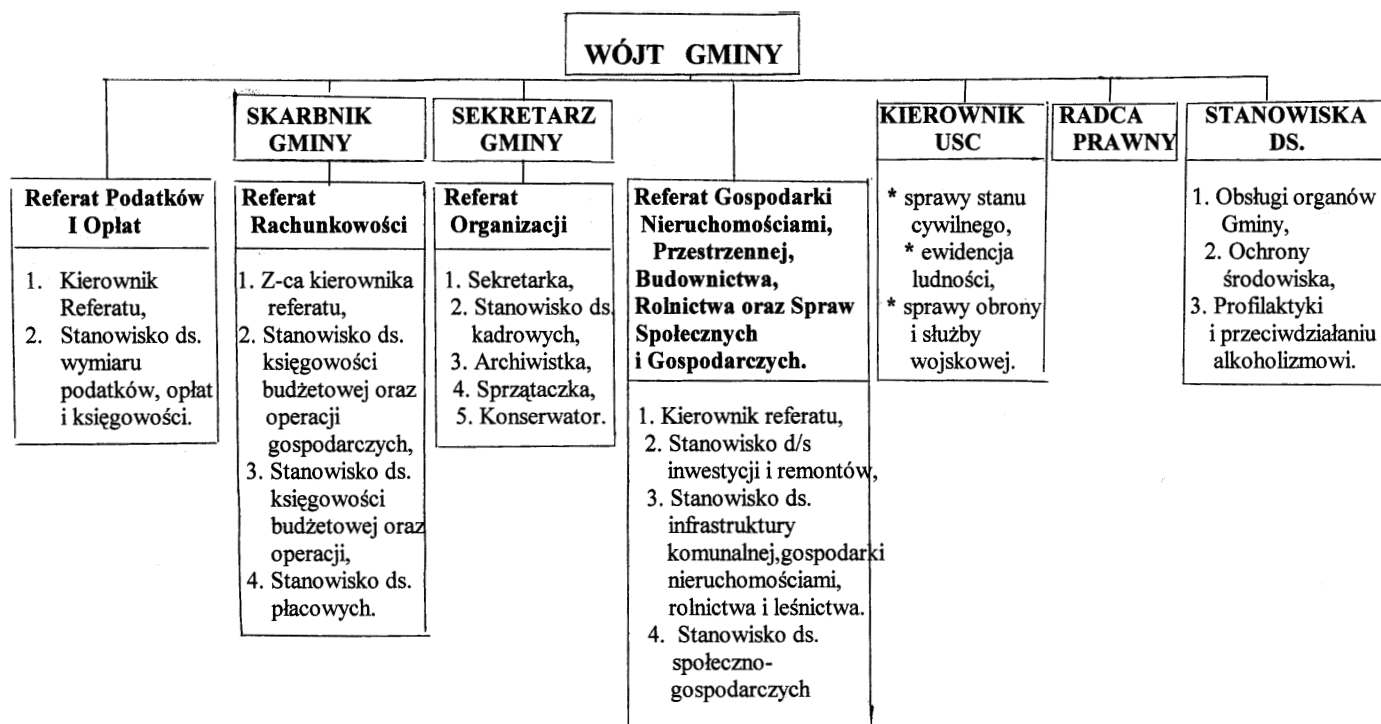 WÓJT GMINY
SKARBNIK
GMINY
SEKRETARZ
GMINY
KIEROWNIK
USC
RADCA
PRAWNY
STANOWISKA
DS.
Referat Podatków
I Opłat
1. Kierownik
Referatu,
2. Stanowisko ds.
wymiaru
podatków, opłat
i księgowości.
Referat
Rachunkowości
1. Z-ca kierownika
referatu,
2. Stanowisko ds.
księgowości
budżetowej oraz
operacji
gospodarczych,
3. Stanowisko ds.
księgowości
budżetowej oraz
operacji,
4. Stanowisko ds.
płacowych.
Referat
Organizacji
1. Sekretarka,
2. Stanowisko ds.
kadrowych,
3. Archiwistka,
4. Sprzątaczka,
5. Konserwator.
Referat Gospodarki
Nieruchomościami,
Przestrzennej,
Budownictwa,
Rolnictwa oraz Spraw
Społecznych
i Gospodarczych.
1. Kierownik referatu,
2. Stanowisko d/s
inwestycji i remontów,
3. Stanowisko ds.
infrastruktury
komunalnej,gospodarki
nieruchomościami,
rolnictwa i leśnictwa.
4. Stanowisko ds.
społeczno-
gospodarczych
* sprawy stanu
cywilnego,
* ewidencja
ludności,
* sprawy obrony
i służby
wojskowej.
1. Obsługi organów
Gminy,
2. Ochrony
środowiska,
3. Profilaktyki
i przeciwdziałaniu
alkoholizmowi.